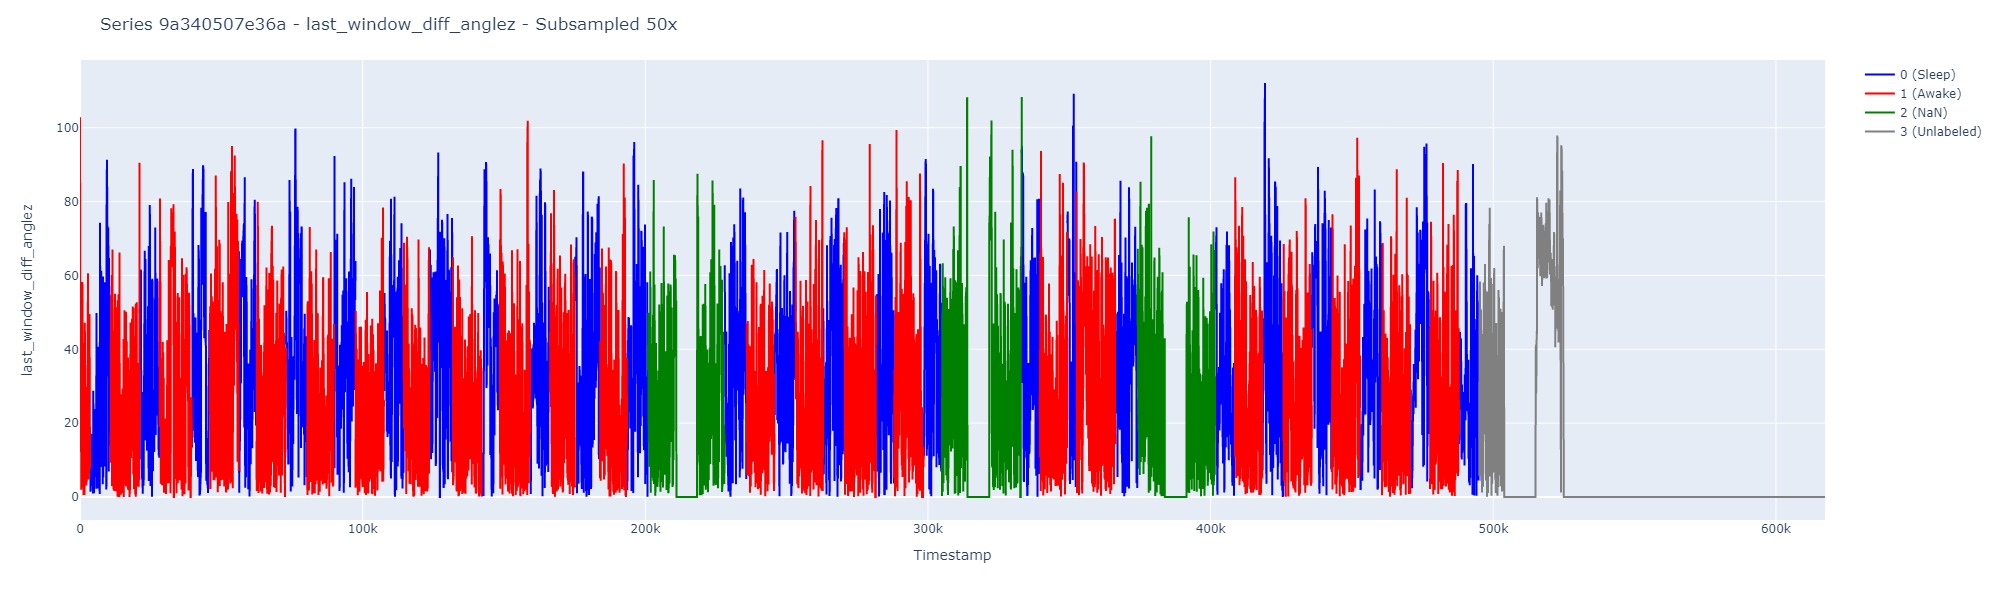 Series 9a340507e36a - last_window_diff_anglez - Subsampled 50x
0 (Sleep)
1 (Awake)
2 (NaN)
3 (Unlabeled)
last_window_diff_anglez
100
80
60
40
20
0
0 100k 200k 300k 400k 500k 600k
Timestamp